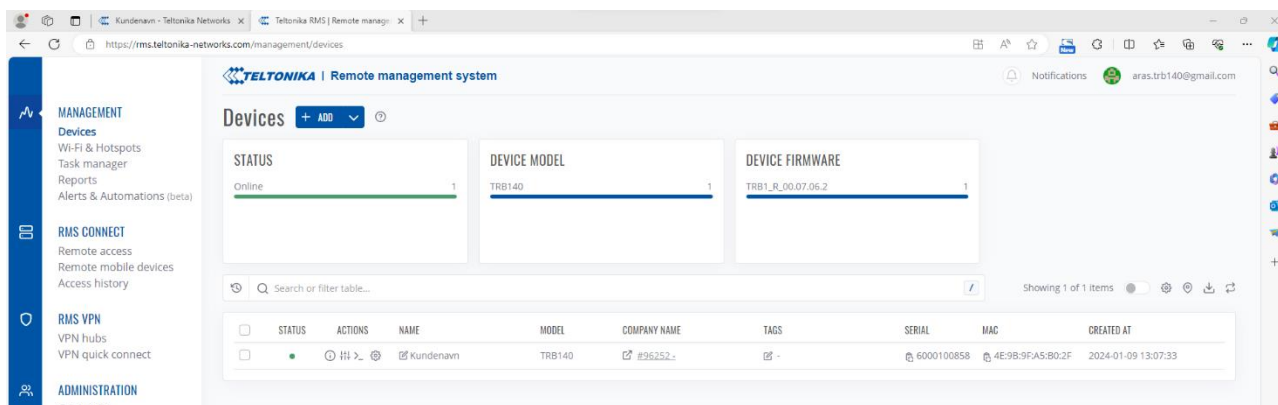 Kundenavn - Teltonika Networks
Teltonika RMS | Remote manage
https://rms.teltonika-networks.com/management/devices
New
TELTONIKA | Remote management system
Notifications
aras.trb140@gmail.com
MANAGEMENT
Devices
Wi-Fi & Hotspots
Task manager
Reports
Alerts & Automations (beta)
RMS CONNECT
Remote access
Remote mobile devices
Access history
RMS VPN
VPN hubs
VPN quick connect
ADMINISTRATION
Devices + ADD
STATUS
Online 1
DEVICE MODEL
TRB140 1
DEVICE FIRMWARE
TRB1_R_00.07.06.2 1
Search or filter table... /
Showing 1 of 1 items
STATUS ACTIONS NAME MODEL COMPANY NAME TAGS SERIAL MAC CREATED AT
Kundenavn TRB140 #96252 - - 6000100858 4E:9B:9F:A5:B0:2F 2024-01-09 13:07:33